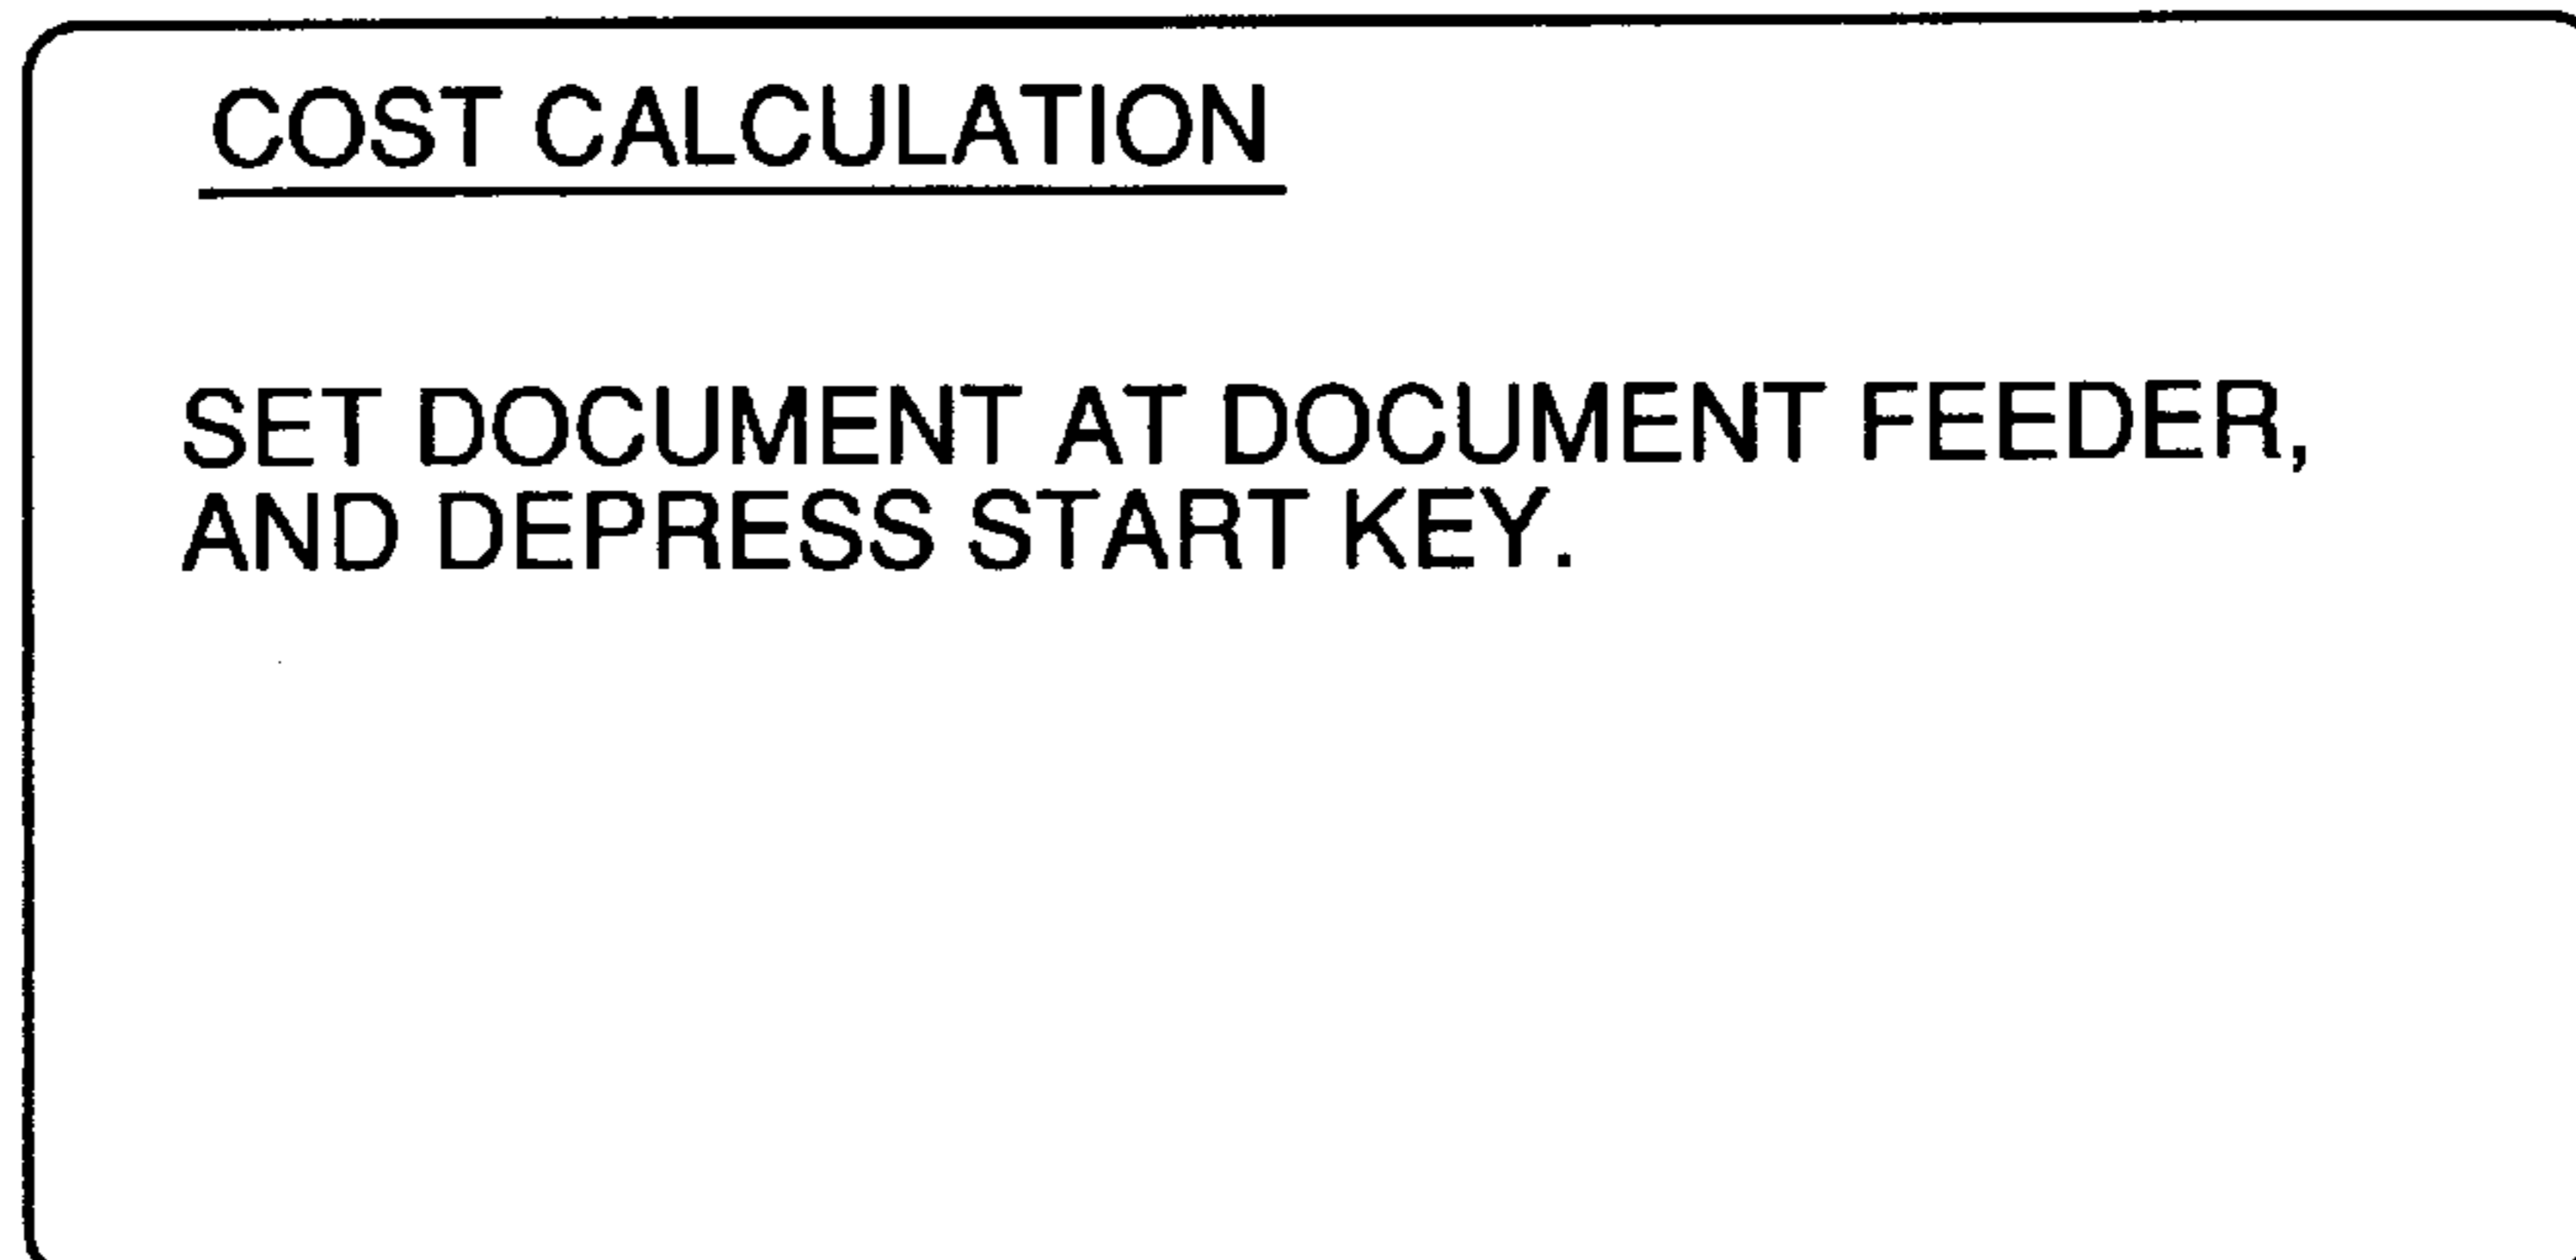 COST CALCULATION
SET DOCUMENT AT DOCUMENT FEEDER,
AND DEPRESS START KEY.